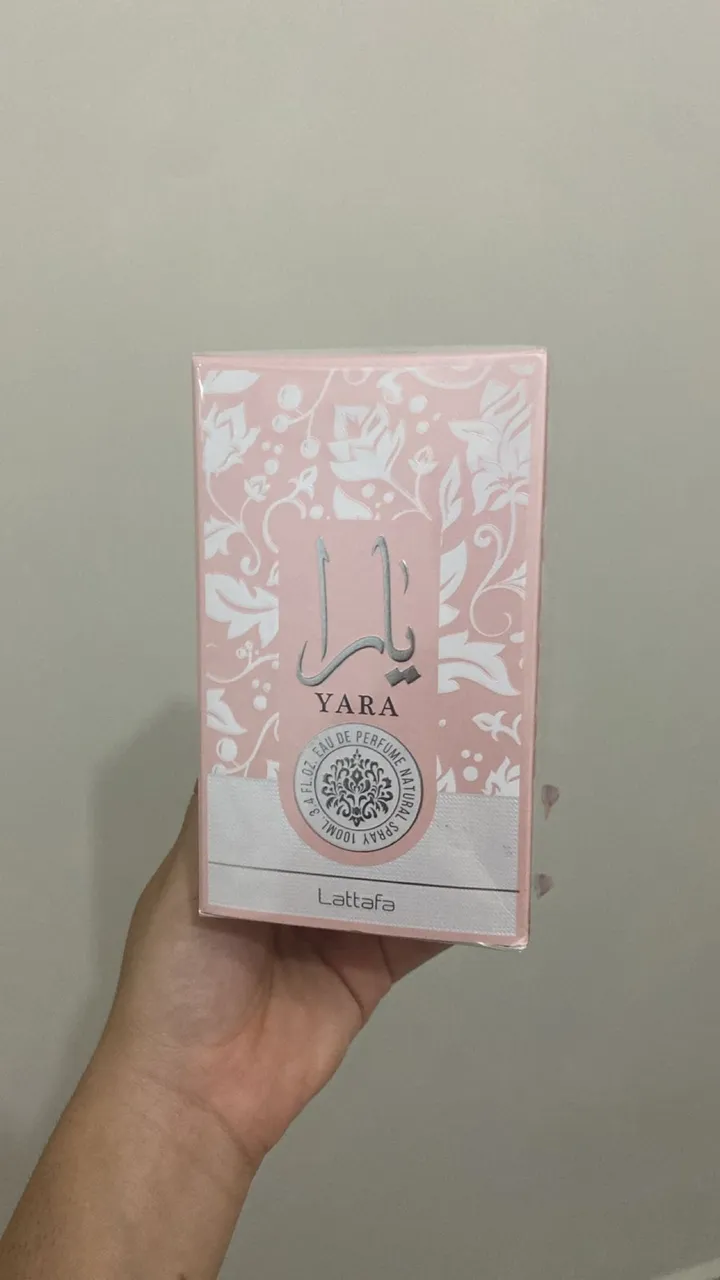 يارا
YARA
EAU DE PERFUME NATURAL SPRAY 100ML. 3.4 FL.OZ.
Lattafa